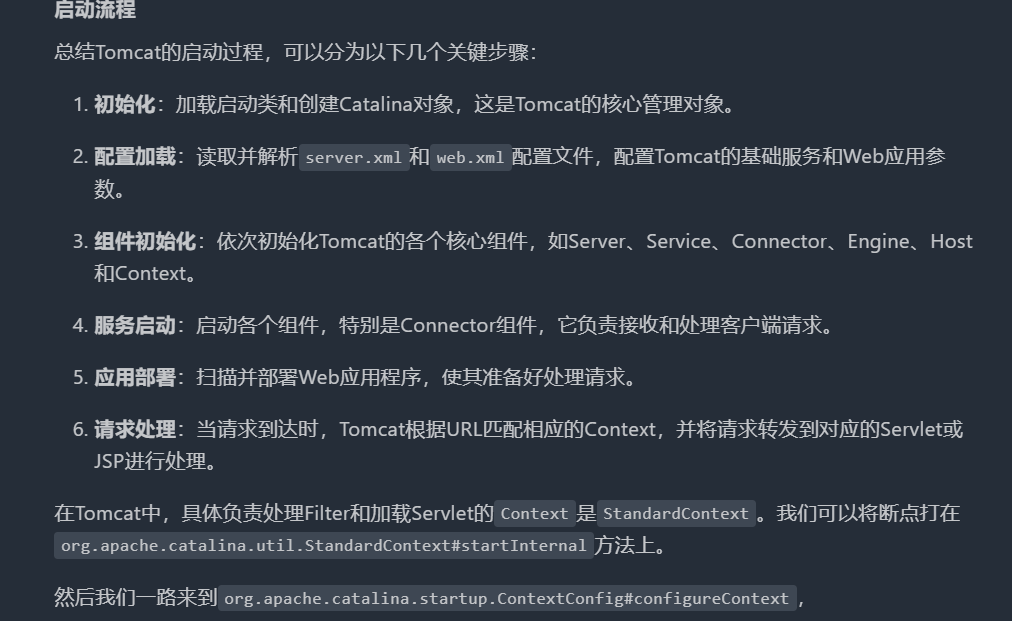 启动流程
总结Tomcat的启动过程，可以分为以下几个关键步骤：
1. 初始化：加载启动类和创建Catalina对象，这是Tomcat的核心管理对象。
2. 配置加载：读取并解析 server.xml 和 web.xml 配置文件，配置Tomcat的基础服务和Web应用参
数。
3. 组件初始化：依次初始化Tomcat的各个核心组件，如Server、Service、Connector、Engine、Host
和Context。
4. 服务启动：启动各个组件，特别是Connector组件，它负责接收和处理客户端请求。
5. 应用部署：扫描并部署Web应用程序，使其准备好处理请求。
6. 请求处理：当请求到达时，Tomcat根据URL匹配相应的Context，并将请求转发到对应的Servlet或
JSP进行处理。
在Tomcat中，具体负责处理Filter和加载Servlet的 Context 是 StandardContext 。我们可以将断点打在
org.apache.catalina.util.StandardContext#startInternal 方法上。
然后我们一路来到 org.apache.catalina.startup.ContextConfig#configureContext ，